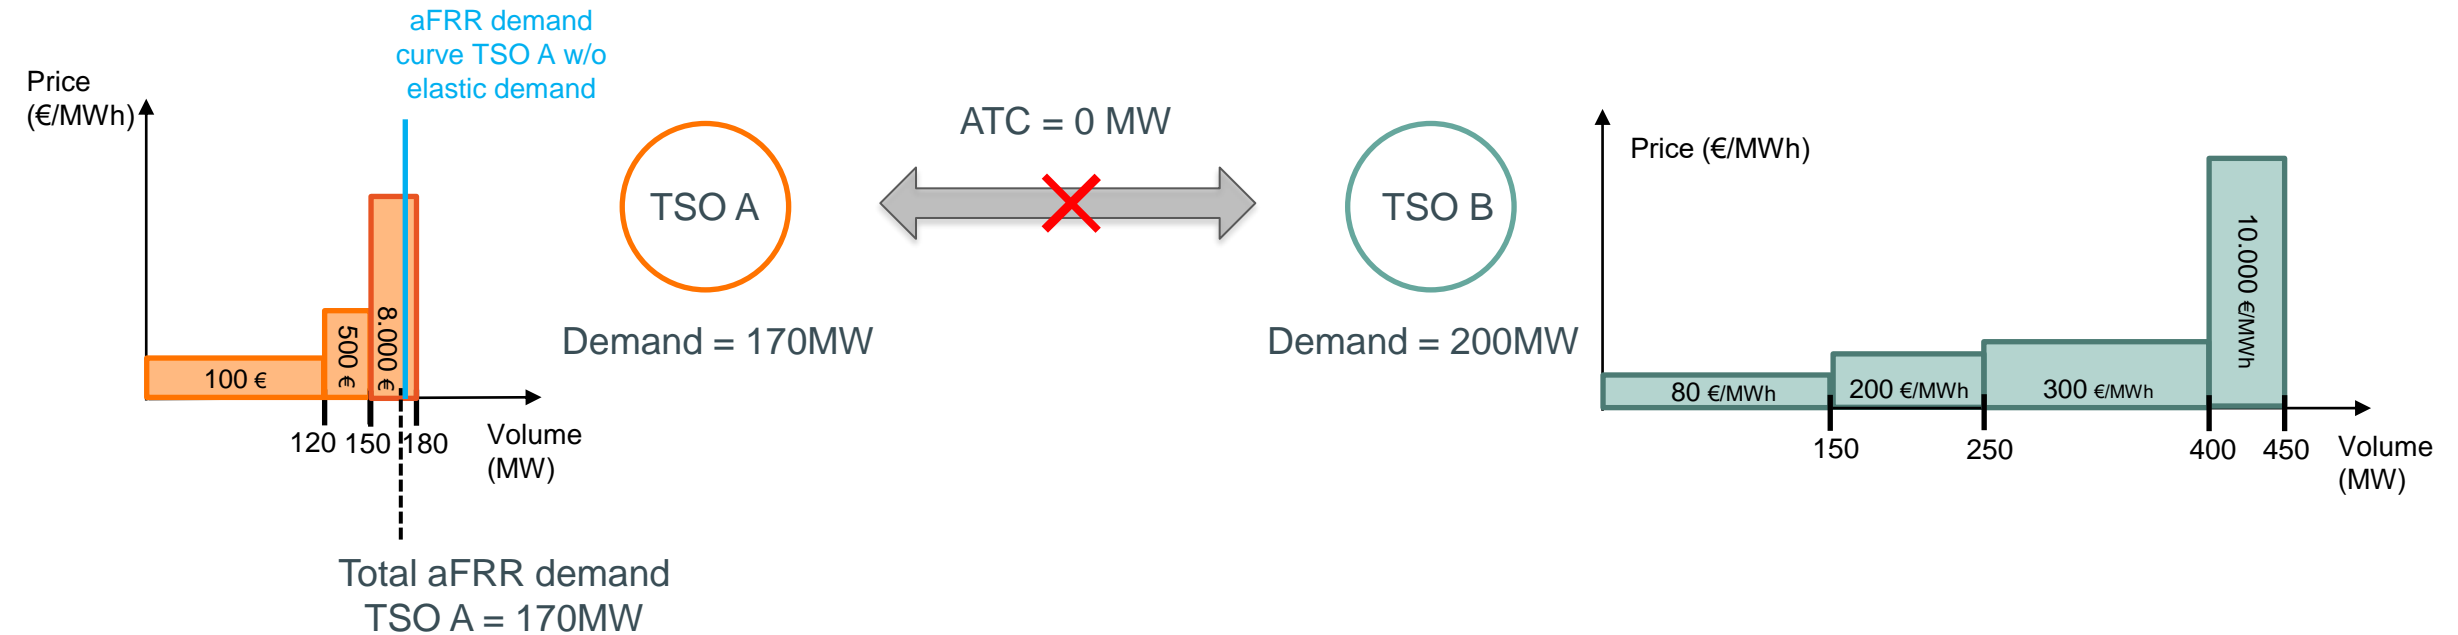 aFRR demand
curve TSO A w/o
elastic demand
Price
(€/MWh)
8.000 €
500 €
100 €
120 150 180
Volume
(MW)
Total aFRR demand
TSO A = 170MW
TSO A
Demand = 170MW
ATC = 0 MW
TSO B
Demand = 200MW
Price (€/MWh)
10.000 €/MWh
80 €/MWh
200 €/MWh
300 €/MWh
150 250 400 450
Volume
(MW)